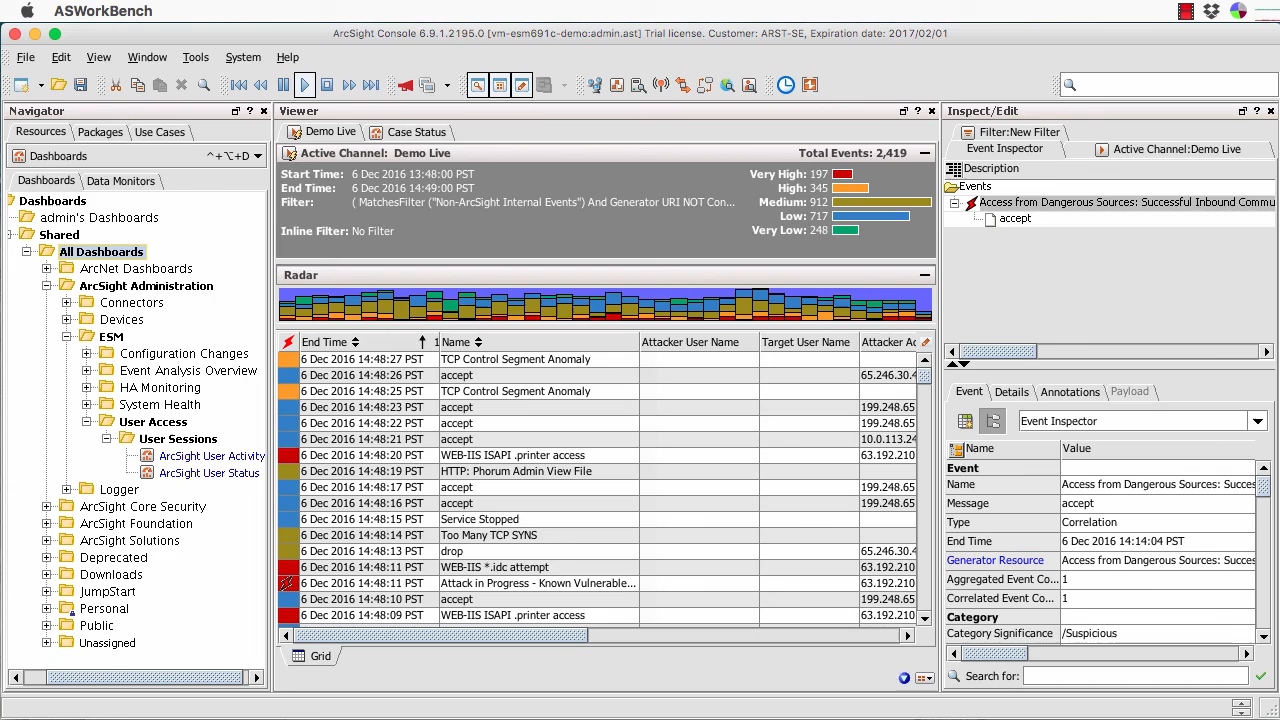 ASWorkBench
ArcSight Console 6.9.1.2195.0 [vm-esm691c-demo:admin.ast] Trial license. Customer: ARST-SE, Expiration date: 2017/02/01
File Edit View Window Tools System Help
Navigator
Resources Packages Use Cases
Dashboards ^+⌥+D
Dashboards Data Monitors
Dashboards
admin's Dashboards
Shared
All Dashboards
ArcNet Dashboards
ArcSight Administration
Connectors
Devices
ESM
Configuration Changes
Event Analysis Overview
HA Monitoring
System Health
User Access
User Sessions
ArcSight User Activity
ArcSight User Status
Logger
ArcSight Core Security
ArcSight Foundation
ArcSight Solutions
Deprecated
Downloads
JumpStart
Personal
Public
Unassigned
Viewer
Demo Live Case Status
Active Channel: Demo Live Total Events: 2,419
Start Time: 6 Dec 2016 13:48:00 PST Very High: 197
End Time: 6 Dec 2016 14:49:00 PST High: 345
Filter: ( MatchesFilter ("Non-ArcSight Internal Events") And Generator URI NOT Con... Medium: 912
Low: 717
Inline Filter: No Filter Very Low: 248
Radar
End Time 1 Name Attacker User Name Target User Name Attacker Ac
6 Dec 2016 14:48:27 PST TCP Control Segment Anomaly
6 Dec 2016 14:48:26 PST accept 65.246.30.4
6 Dec 2016 14:48:25 PST TCP Control Segment Anomaly
6 Dec 2016 14:48:23 PST accept 199.248.65
6 Dec 2016 14:48:22 PST accept 199.248.65
6 Dec 2016 14:48:21 PST accept 10.0.113.24
6 Dec 2016 14:48:20 PST WEB-IIS ISAPI .printer access 63.192.210
6 Dec 2016 14:48:19 PST HTTP: Phorum Admin View File
6 Dec 2016 14:48:17 PST accept 199.248.65
6 Dec 2016 14:48:16 PST accept 199.248.65
6 Dec 2016 14:48:15 PST Service Stopped
6 Dec 2016 14:48:14 PST Too Many TCP SYNS
6 Dec 2016 14:48:13 PST drop 65.246.30.4
6 Dec 2016 14:48:11 PST WEB-IIS *.idc attempt 63.192.210
6 Dec 2016 14:48:11 PST Attack in Progress - Known Vulnerable... 63.192.210
6 Dec 2016 14:48:10 PST accept 199.248.65
6 Dec 2016 14:48:09 PST WEB-IIS ISAPI .printer access 63.192.210
Grid
Inspect/Edit
Filter:New Filter
Event Inspector Active Channel:Demo Live
Description
Events
Access from Dangerous Sources: Successful Inbound Commu
accept
Event Details Annotations Payload
Event Inspector
Name Value
Event
Name Access from Dangerous Sources: Succes
Message accept
Type Correlation
End Time 6 Dec 2016 14:14:04 PST
Generator Resource Access from Dangerous Sources: Succes
Aggregated Event Co... 1
Correlated Event Co... 1
Category
Category Significance /Suspicious
Search for: